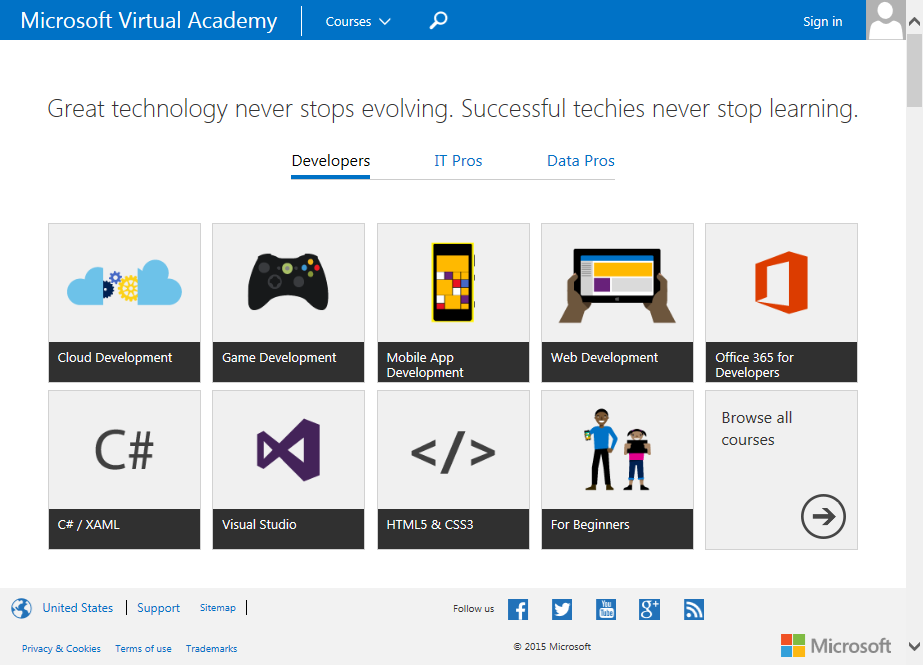 Microsoft Virtual Academy
Courses
Sign in
Great technology never stops evolving. Successful techies never stop learning.
Developers
IT Pros
Data Pros
Cloud Development
Game Development
Mobile App
Development
Web Development
Office 365 for
Developers
C#
C# / XAML
Visual Studio
</>
HTML5 & CSS3
For Beginners
Browse all
courses
United States
Support
Sitemap
Follow us
f
You
Tube
g+
Privacy & Cookies
Terms of use
Trademarks
© 2015 Microsoft
Microsoft